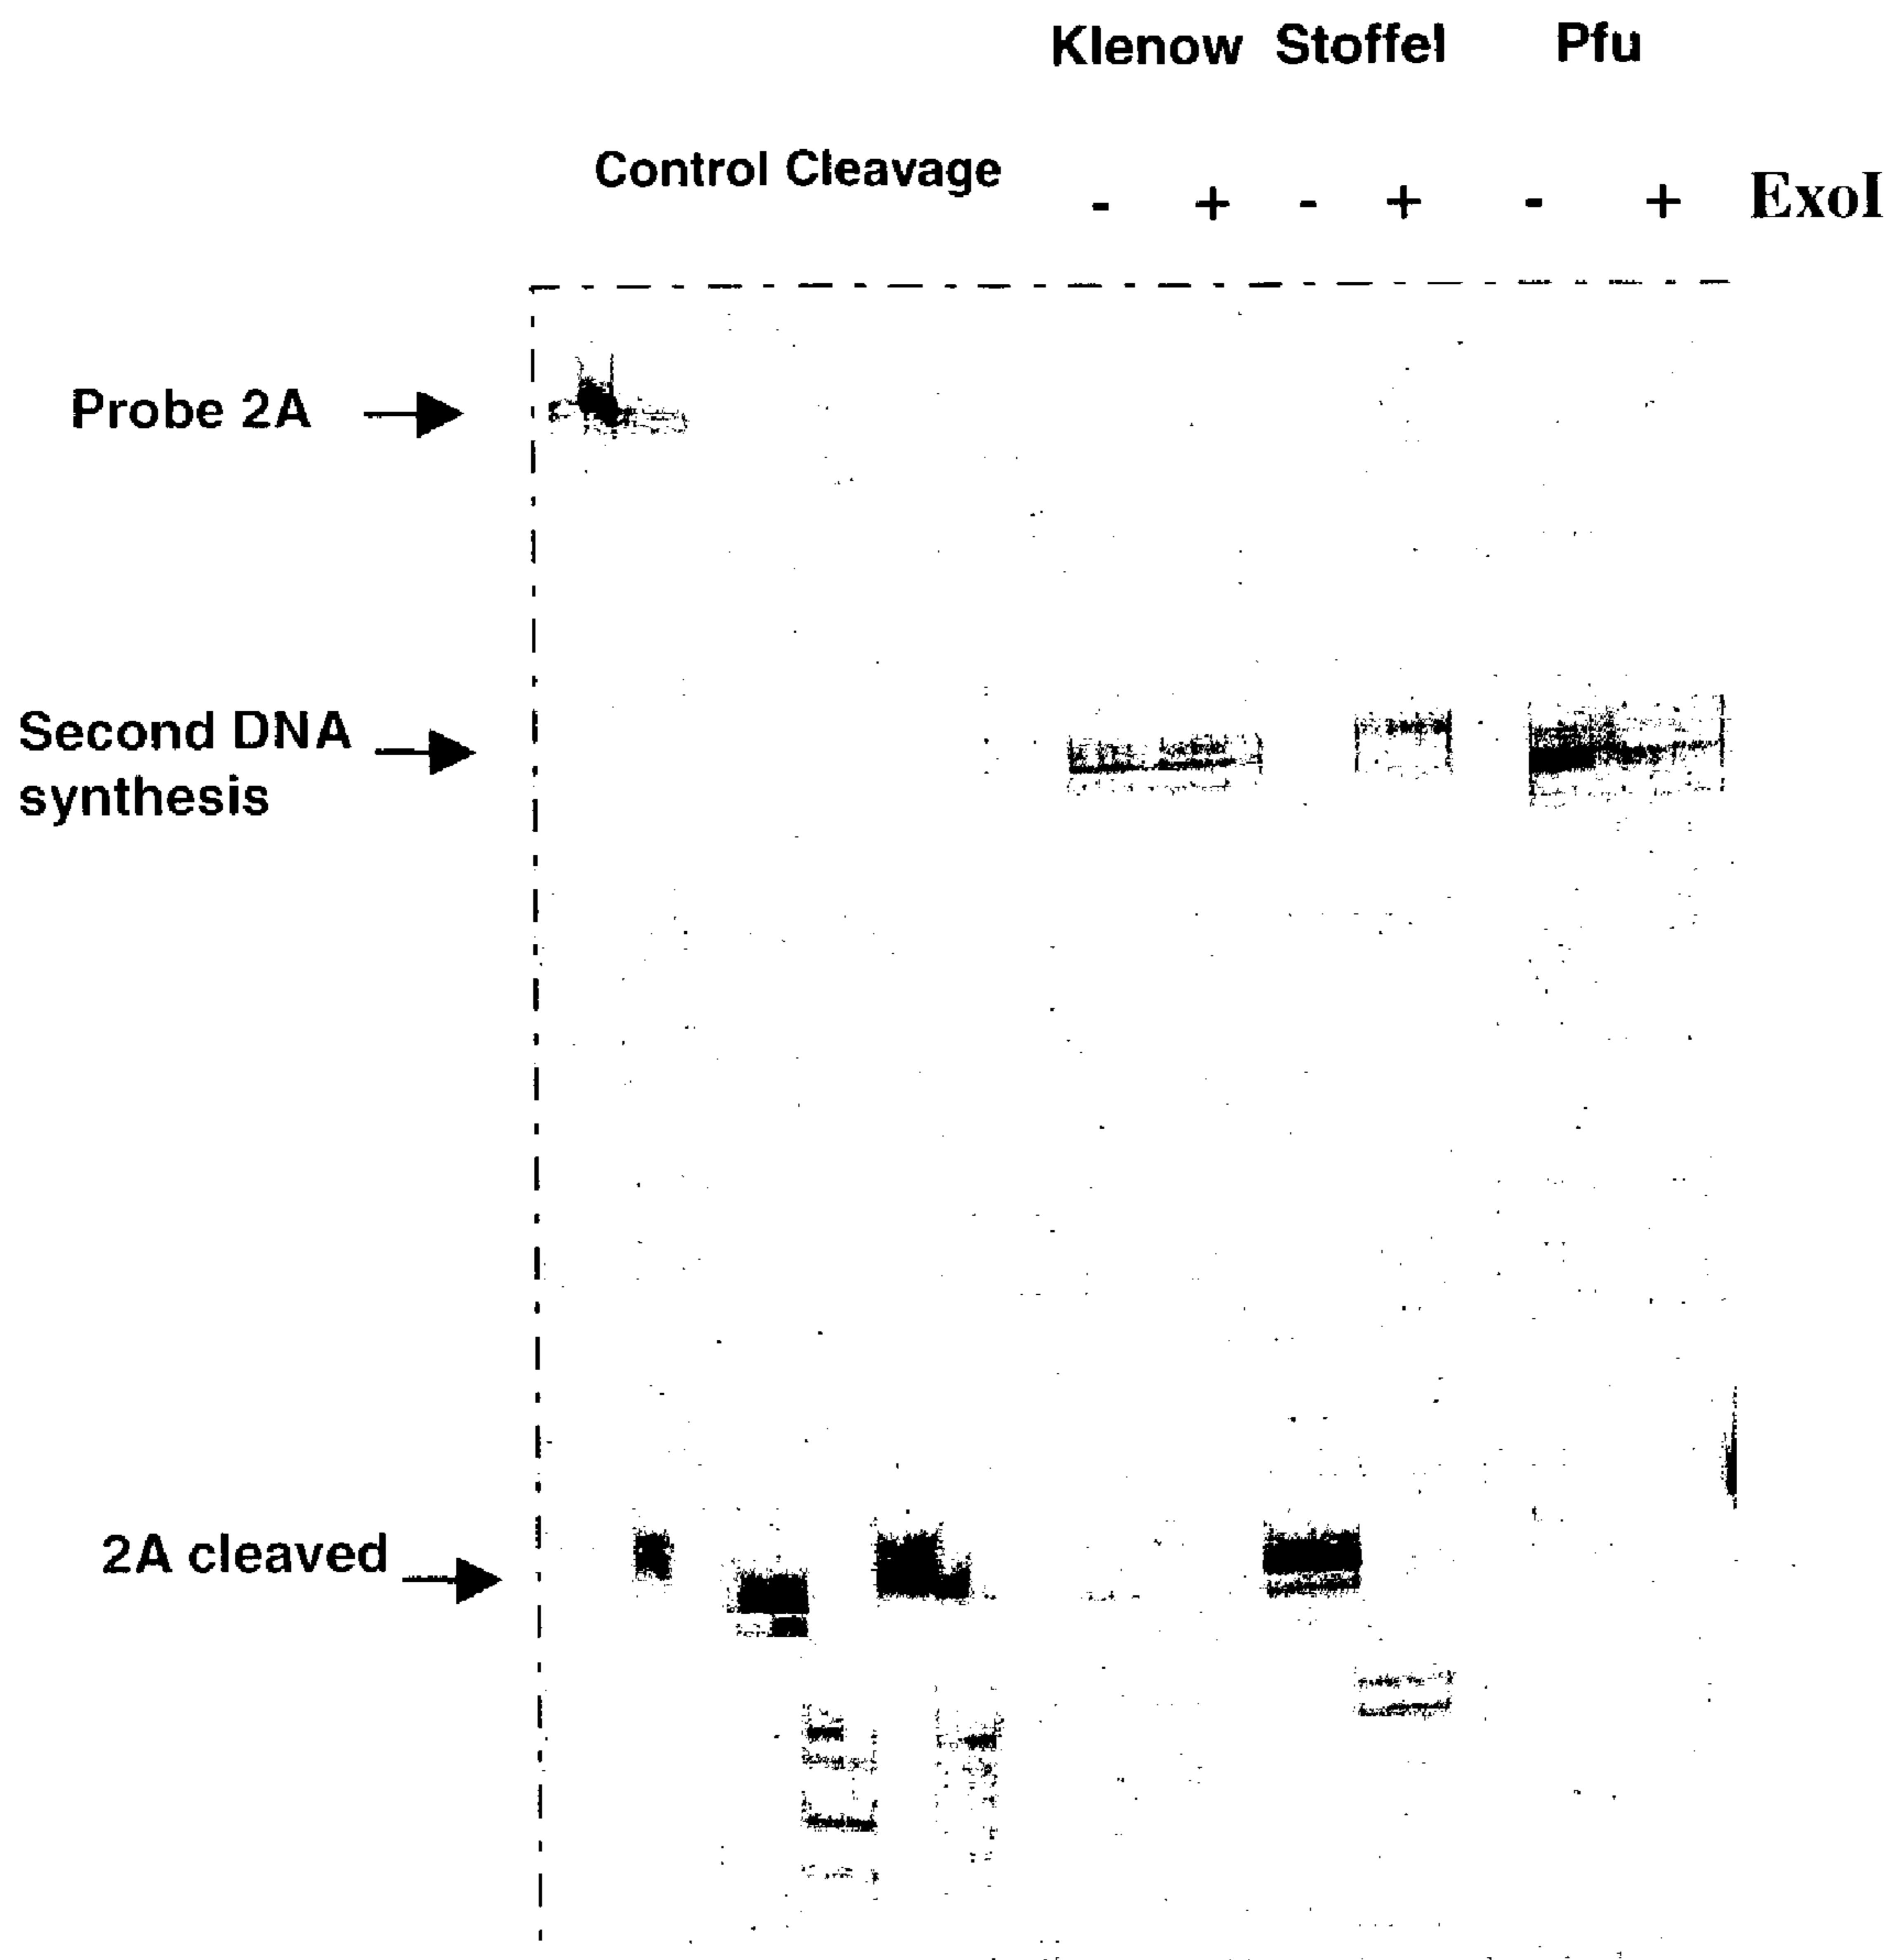 Klenow Stoffel Pfu
Control Cleavage
- + - + - + ExoI
Probe 2A
Second DNA
synthesis
2A cleaved